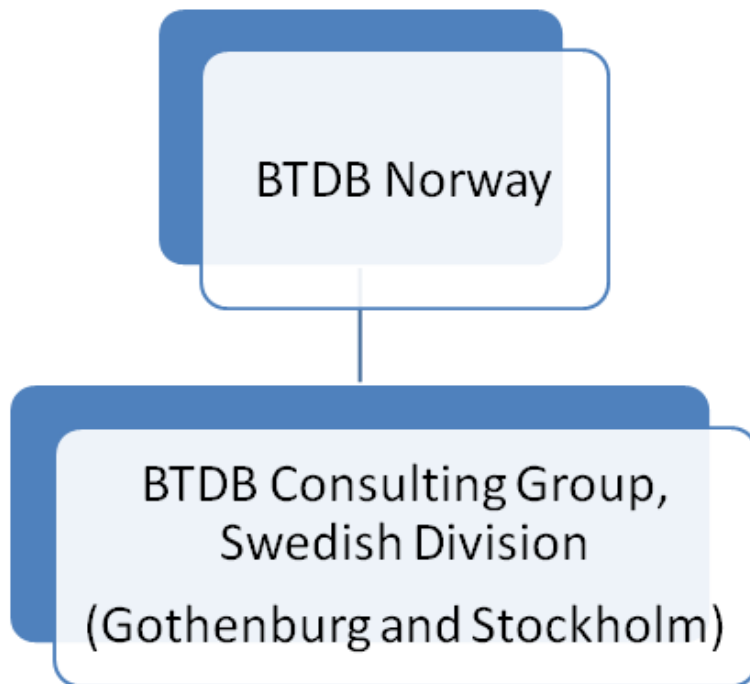 BTDB Norway
BTDB Consulting Group,
Swedish Division
(Gothenburg and Stockholm)